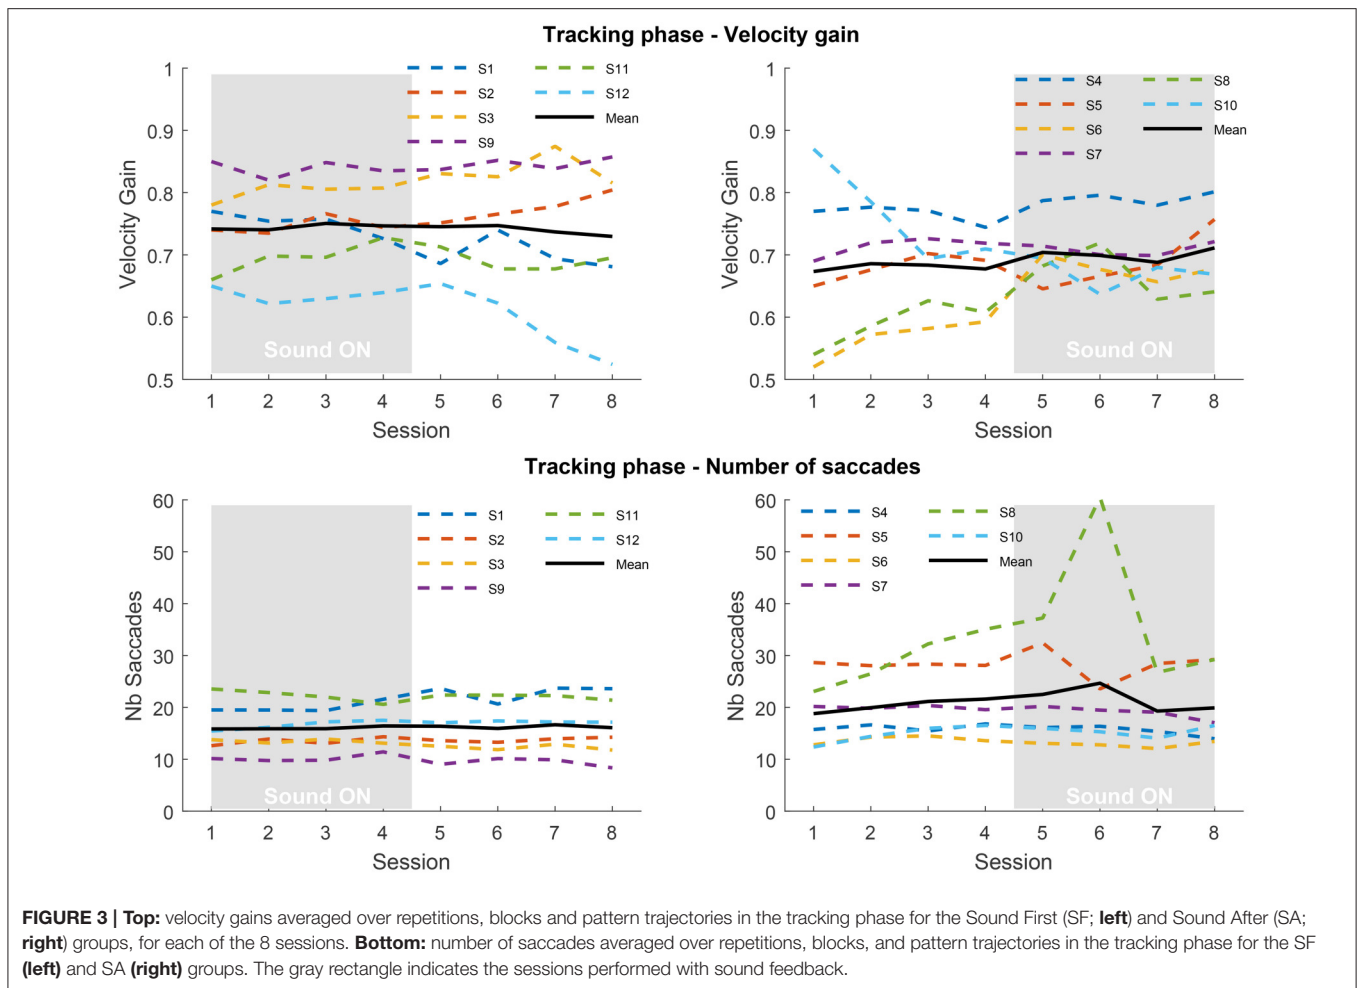 Tracking phase - Velocity gain
1
0.9
0.8
0.7
0.6
0.5
Velocity Gain
S1
S2
S3
S9
S11
S12
Mean
Sound ON
1 2 3 4 5 6 7 8
Session
1
0.9
0.8
0.7
0.6
0.5
Velocity Gain
S4
S5
S6
S7
S8
S10
Mean
Sound ON
1 2 3 4 5 6 7 8
Session
Tracking phase - Number of saccades
60
50
40
30
20
10
0
Nb Saccades
S1
S2
S3
S9
S11
S12
Mean
Sound ON
1 2 3 4 5 6 7 8
Session
60
50
40
30
20
10
0
Nb Saccades
S4
S5
S6
S7
S8
S10
Mean
Sound ON
1 2 3 4 5 6 7 8
Session
FIGURE 3 | Top: velocity gains averaged over repetitions, blocks and pattern trajectories in the tracking phase for the Sound First (SF; left) and Sound After (SA;
right) groups, for each of the 8 sessions. Bottom: number of saccades averaged over repetitions, blocks, and pattern trajectories in the tracking phase for the SF
(left) and SA (right) groups. The gray rectangle indicates the sessions performed with sound feedback.